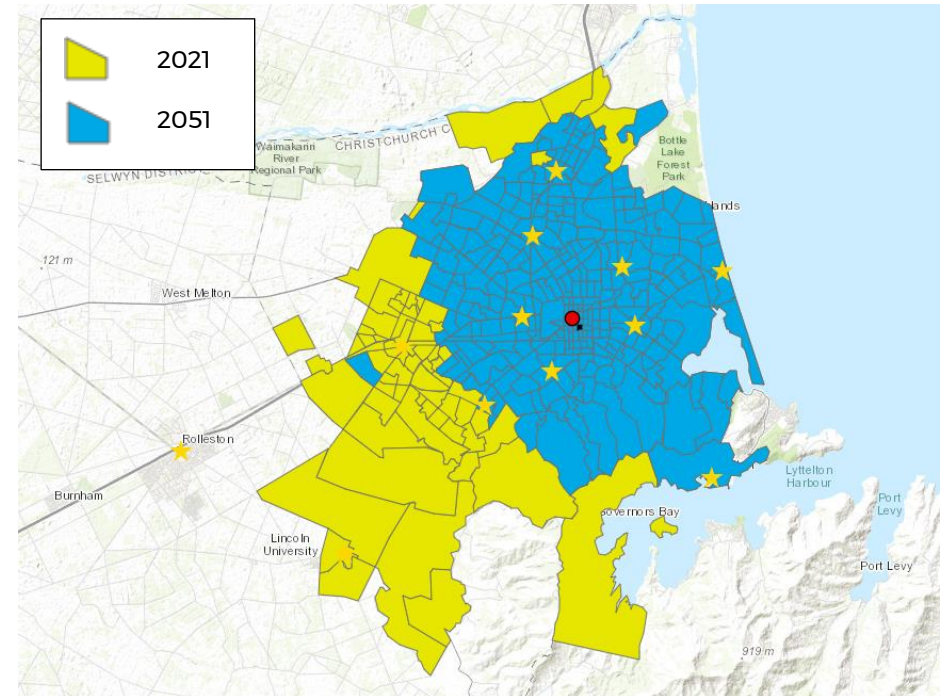 2021
2051
CHRISTCHURCH C
Waimakariri
River
Regional Park
SELWYN DISTRIC
Bottle
Lake
Forest
Park
lands
121 m
West Melton
Rolleston
Burnham
Lincoln
University
Governors Bay
Lyttelton
Harbour
Port
Levy
Port Levy
919 m